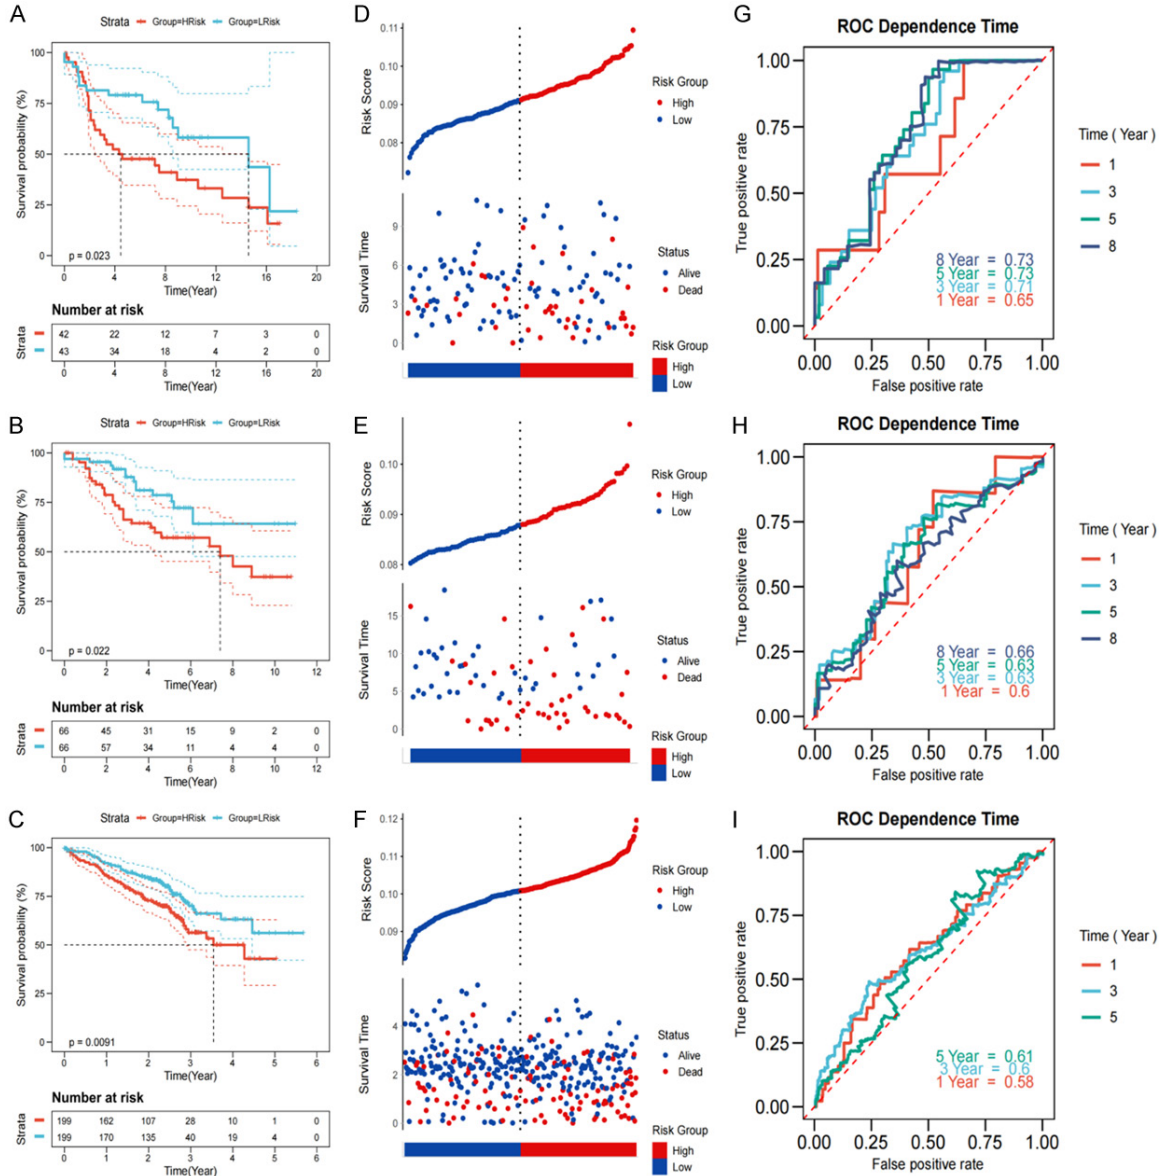 A
Strata Group=HRisk Group=LRisk
Survival probability (%)
100
75
50
25
0
p = 0.023
0 4 8 12 16 20
Time(Year)
Number at risk
Strata
42 22 12 7 3 0
43 34 18 4 2 0
0 4 8 12 16 20
Time(Year)
D
Risk Score
0.11
0.10
0.09
0.08
Risk Group
High
Low
Survival Time
9
6
3
0
Status
Alive
Dead
Risk Group
High
Low
G
ROC Dependence Time
True positive rate
1.00
0.75
0.50
0.25
0.00
8 Year = 0.73
5 Year = 0.73
3 Year = 0.71
1 Year = 0.65
0.00 0.25 0.50 0.75 1.00
False positive rate
Time ( Year )
1
3
5
8
B
Strata Group=HRisk Group=LRisk
Survival probability (%)
100
75
50
25
0
p = 0.022
0 2 4 6 8 10 12
Time(Year)
Number at risk
Strata
66 45 31 15 9 2 0
66 57 34 11 4 4 0
0 2 4 6 8 10 12
Time(Year)
E
Risk Score
0.10
0.09
0.08
Risk Group
High
Low
Survival Time
15
10
5
0
Status
Alive
Dead
Risk Group
High
Low
H
ROC Dependence Time
True positive rate
1.00
0.75
0.50
0.25
0.00
8 Year = 0.66
5 Year = 0.63
3 Year = 0.63
1 Year = 0.6
0.00 0.25 0.50 0.75 1.00
False positive rate
Time ( Year )
1
3
5
8
C
Strata Group=HRisk Group=LRisk
Survival probability (%)
100
75
50
25
0
p = 0.0091
0 1 2 3 4 5 6
Time(Year)
Number at risk
Strata
199 162 107 28 10 1 0
199 170 135 40 19 4 0
0 1 2 3 4 5 6
Time(Year)
F
Risk Score
0.12
0.11
0.10
0.09
Risk Group
High
Low
Survival Time
4
2
0
Status
Alive
Dead
Risk Group
High
Low
I
ROC Dependence Time
True positive rate
1.00
0.75
0.50
0.25
0.00
5 Year = 0.61
3 Year = 0.6
1 Year = 0.58
0.00 0.25 0.50 0.75 1.00
False positive rate
Time ( Year )
1
3
5